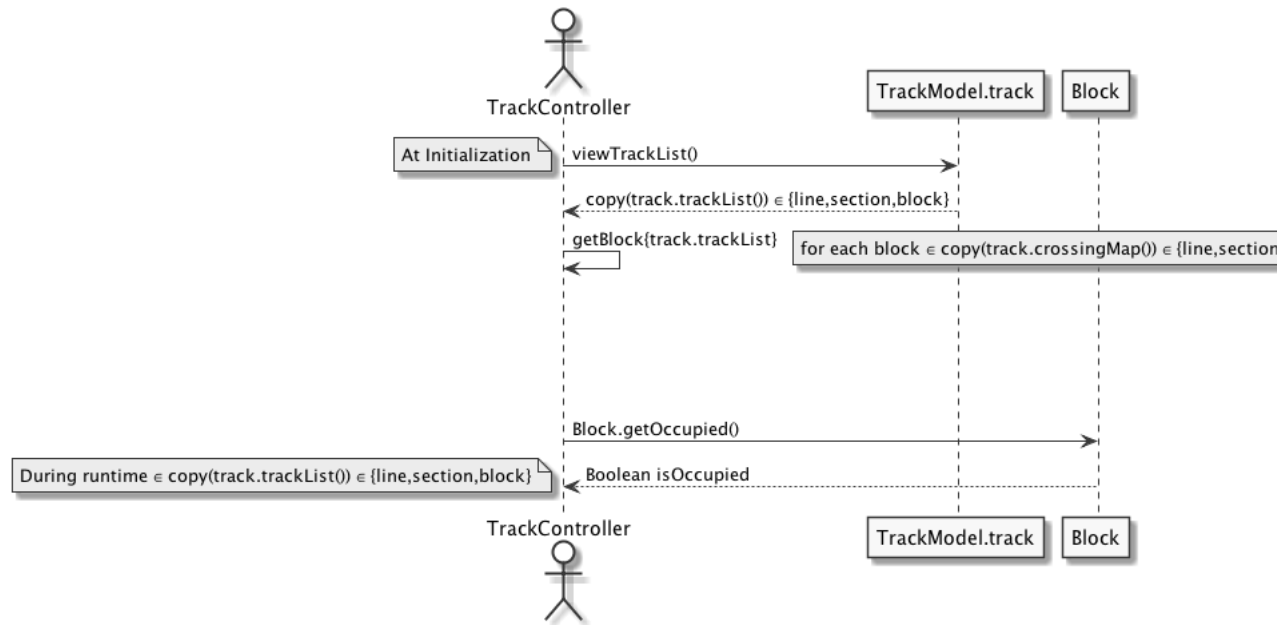 TrackController
TrackModel.track
Block
At Initialization
viewTrackList()
copy(track.trackList()) ∈ {line,section,block}
getBlock{track.trackList}
for each block ∈ copy(track.crossingMap()) ∈ {line,section
Block.getOccupied()
During runtime ∈ copy(track.trackList()) ∈ {line,section,block}
Boolean isOccupied
TrackController
TrackModel.track
Block